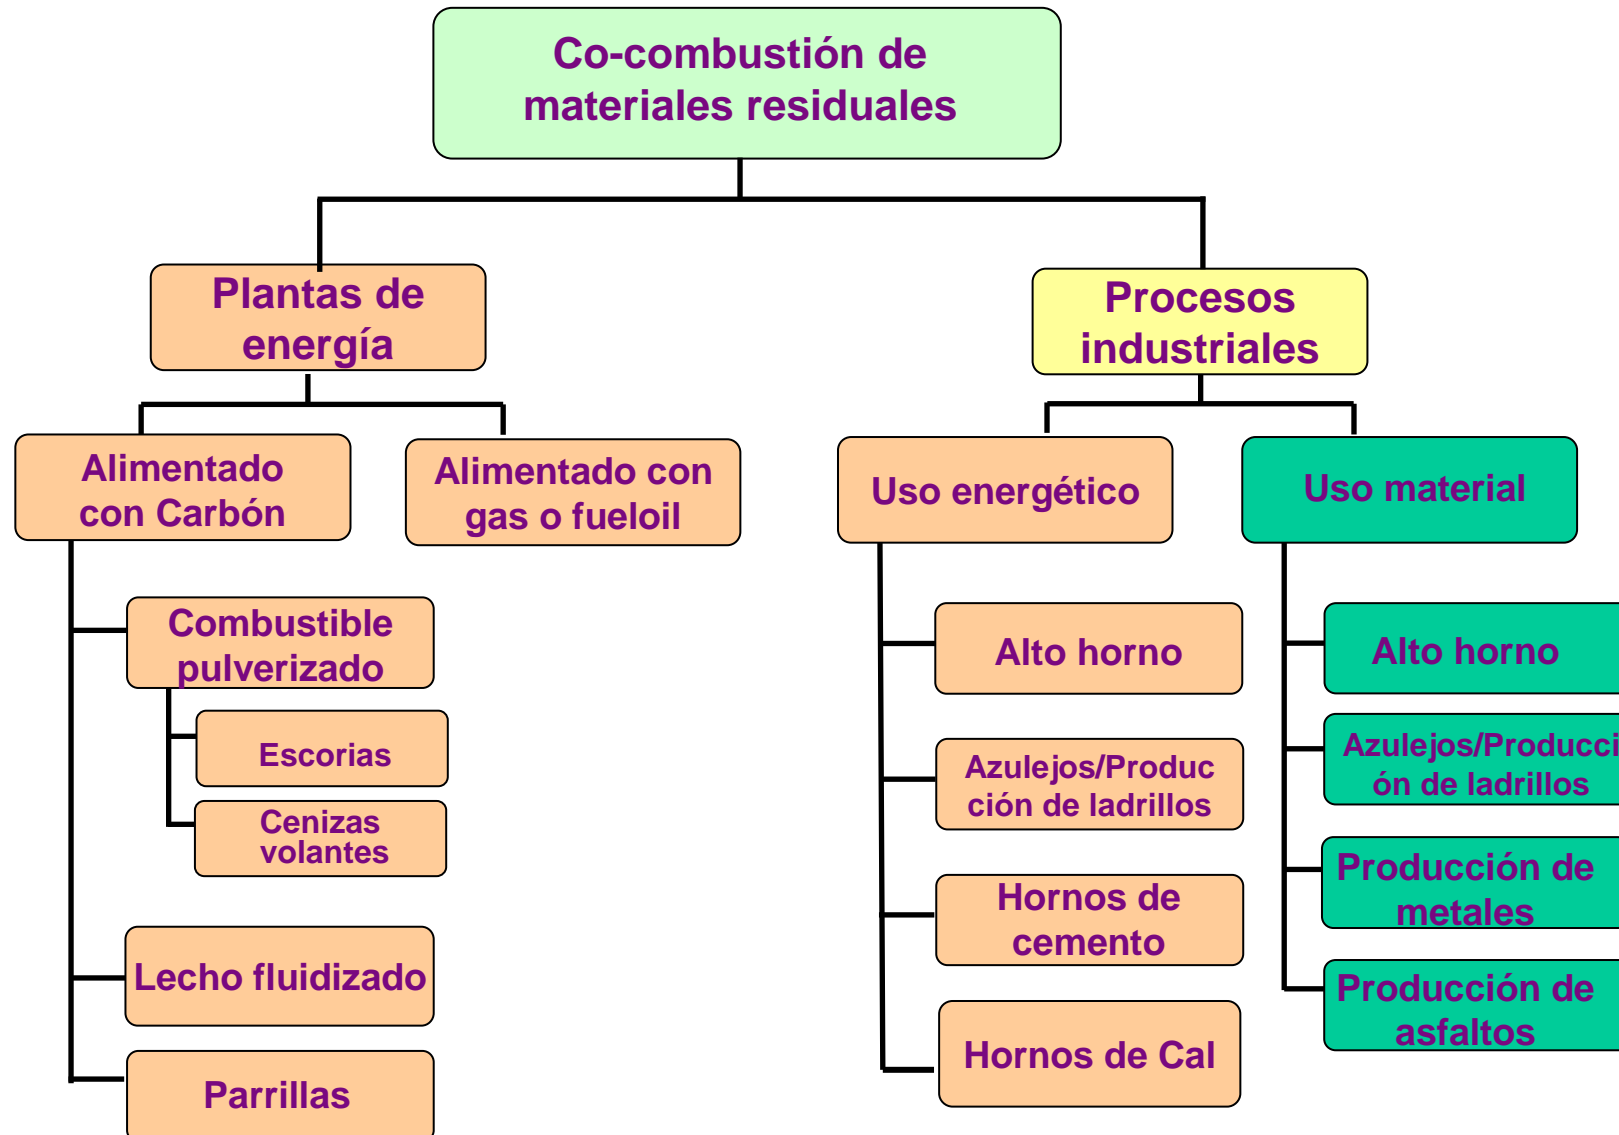 Co-combustión de
materiales residuales
Plantas de
energía
Procesos
industriales
Alimentado
con Carbón
Alimentado con
gas o fueloil
Uso energético
Uso material
Combustible
pulverizado
Escorias
Cenizas
volantes
Lecho fluidizado
Parrillas
Alto horno
Azulejos/Produc
ción de ladrillos
Hornos de
cemento
Hornos de Cal
Alto horno
Azulejos/Producci
ón de ladrillos
Producción de
metales
Producción de
asfaltos